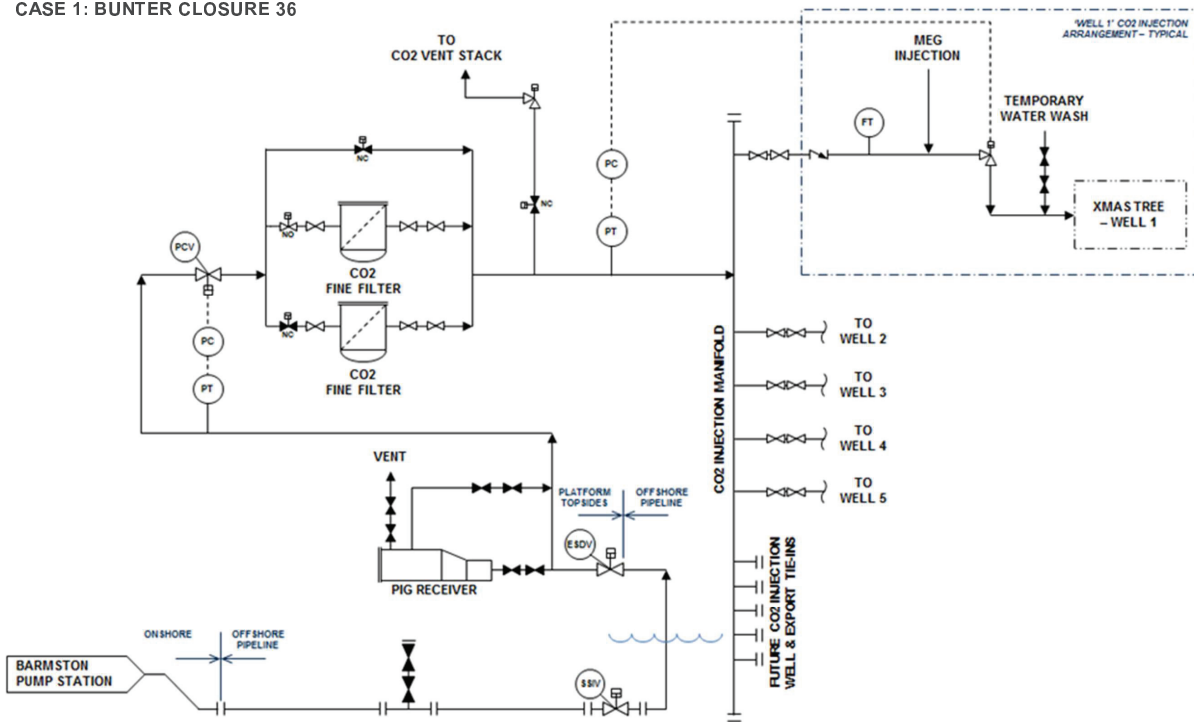 CASE 1: BUNTER CLOSURE 36
'WELL 1' CO2 INJECTION
ARRANGEMENT – TYPICAL
TO
CO2 VENT STACK
MEG
INJECTION
TEMPORARY
WATER WASH
FT
NC
PC
NC
PT
XMAS TREE
– WELL 1
NO
PCV
CO2
FINE FILTER
NC
PC
CO2
FINE FILTER
PT
CO2 INJECTION MANIFOLD
TO
WELL 2
TO
WELL 3
TO
WELL 4
TO
WELL 5
VENT
PLATFORM
TOPSIDES
OFFSHORE
PIPELINE
ESDV
PIG RECEIVER
FUTURE CO2 INJECTION
WELL & EXPORT TIE-INS
ONSHORE
OFFSHORE
PIPELINE
BARMSTON
PUMP STATION
SSIV